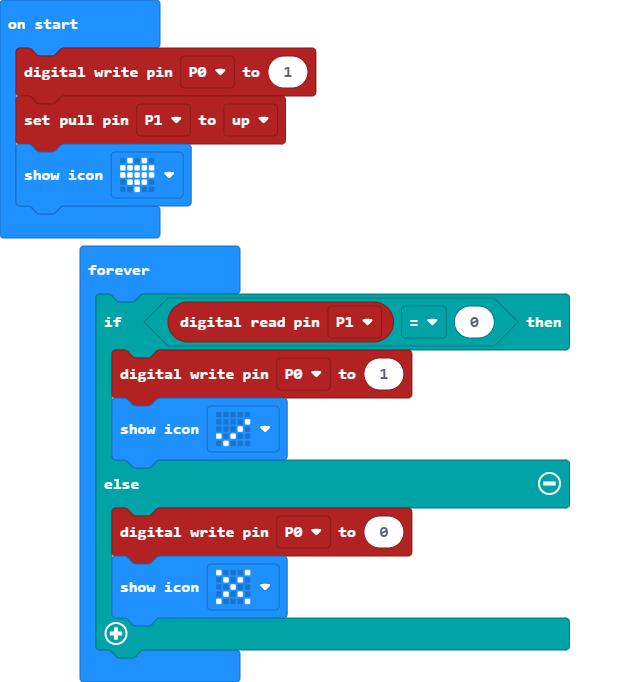 on start
digital write pin P0 to 1
set pull pin P1 to up
show icon
forever
if digital read pin P1 = 0 then
digital write pin P0 to 1
show icon
else
digital write pin P0 to 0
show icon